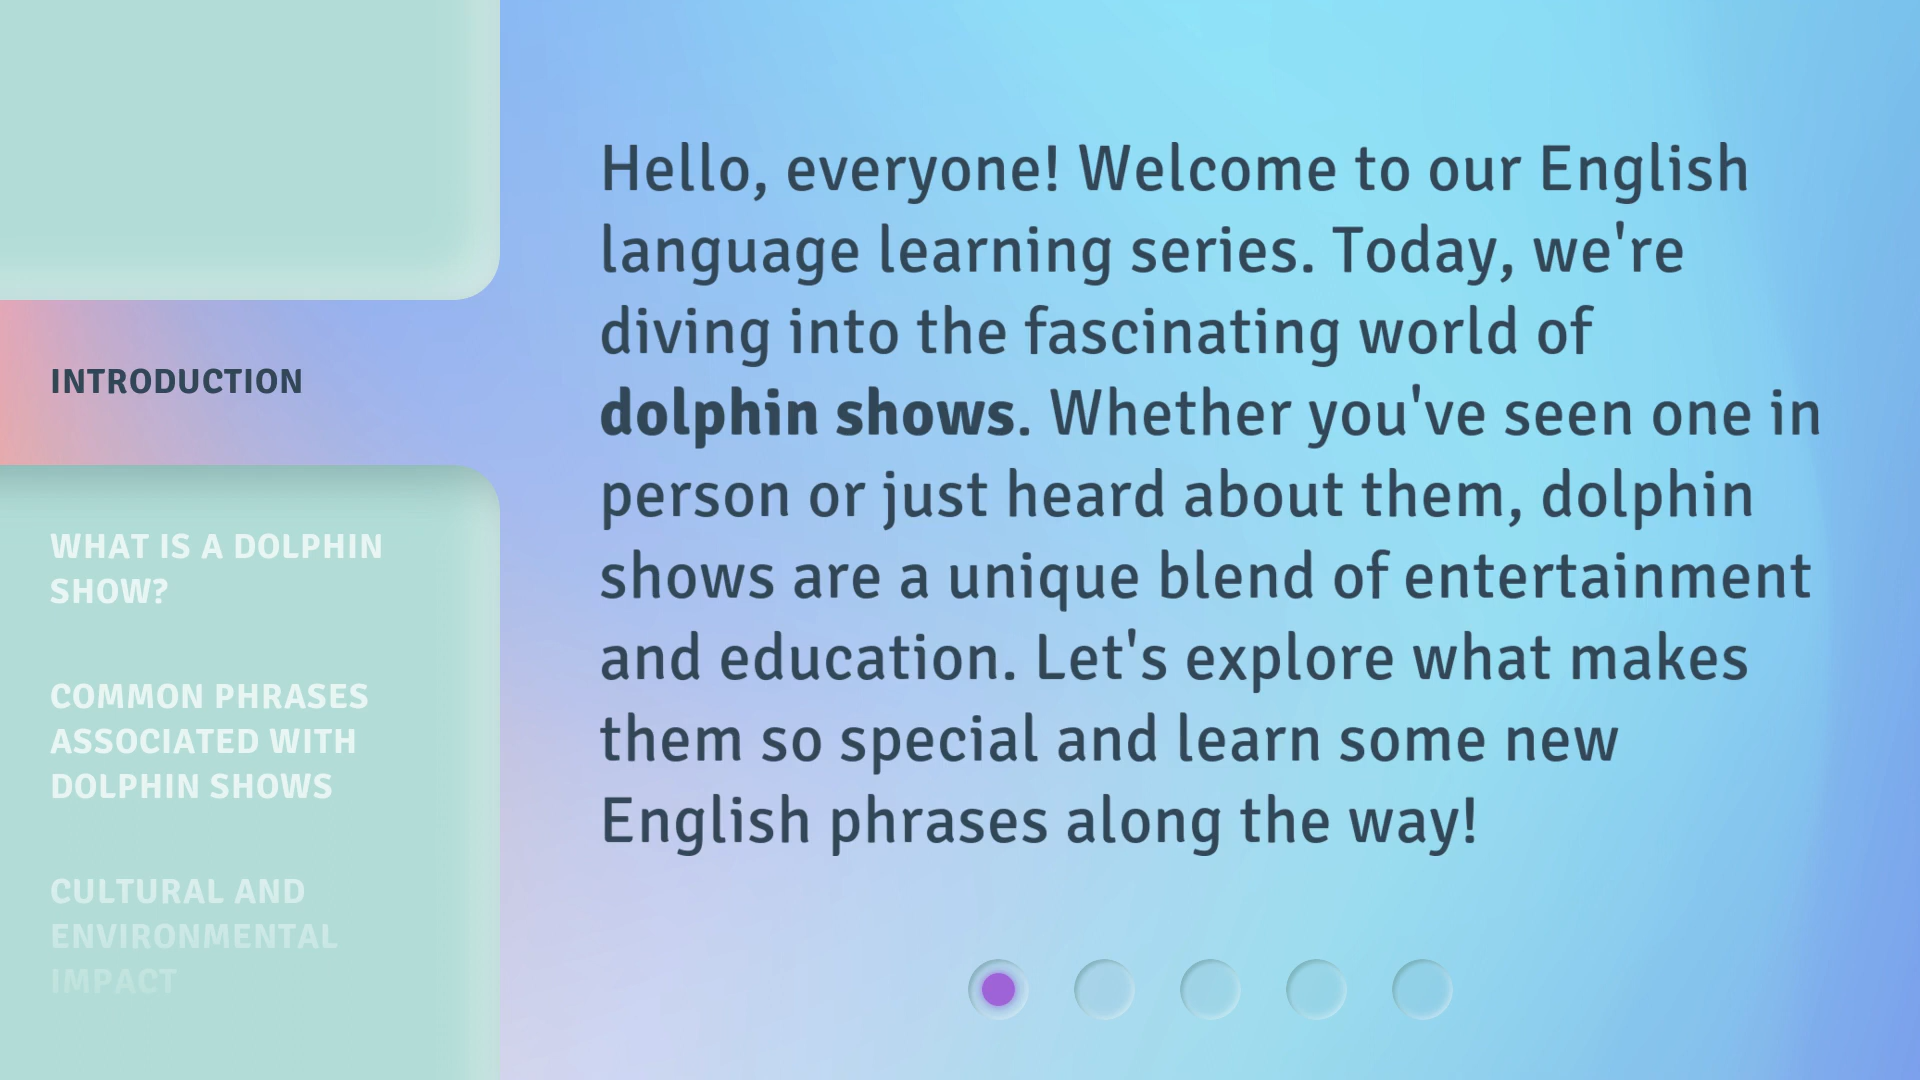 INTRODUCTION
WHAT IS A DOLPHIN
SHOW?
COMMON PHRASES
ASSOCIATED WITH
DOLPHIN SHOWS
CULTURAL AND
ENVIRONMENTAL
IMPACT
Hello, everyone! Welcome to our English
language learning series. Today, we're
diving into the fascinating world of
dolphin shows. Whether you've seen one in
person or just heard about them, dolphin
shows are a unique blend of entertainment
and education. Let's explore what makes
them so special and learn some new
English phrases along the way!